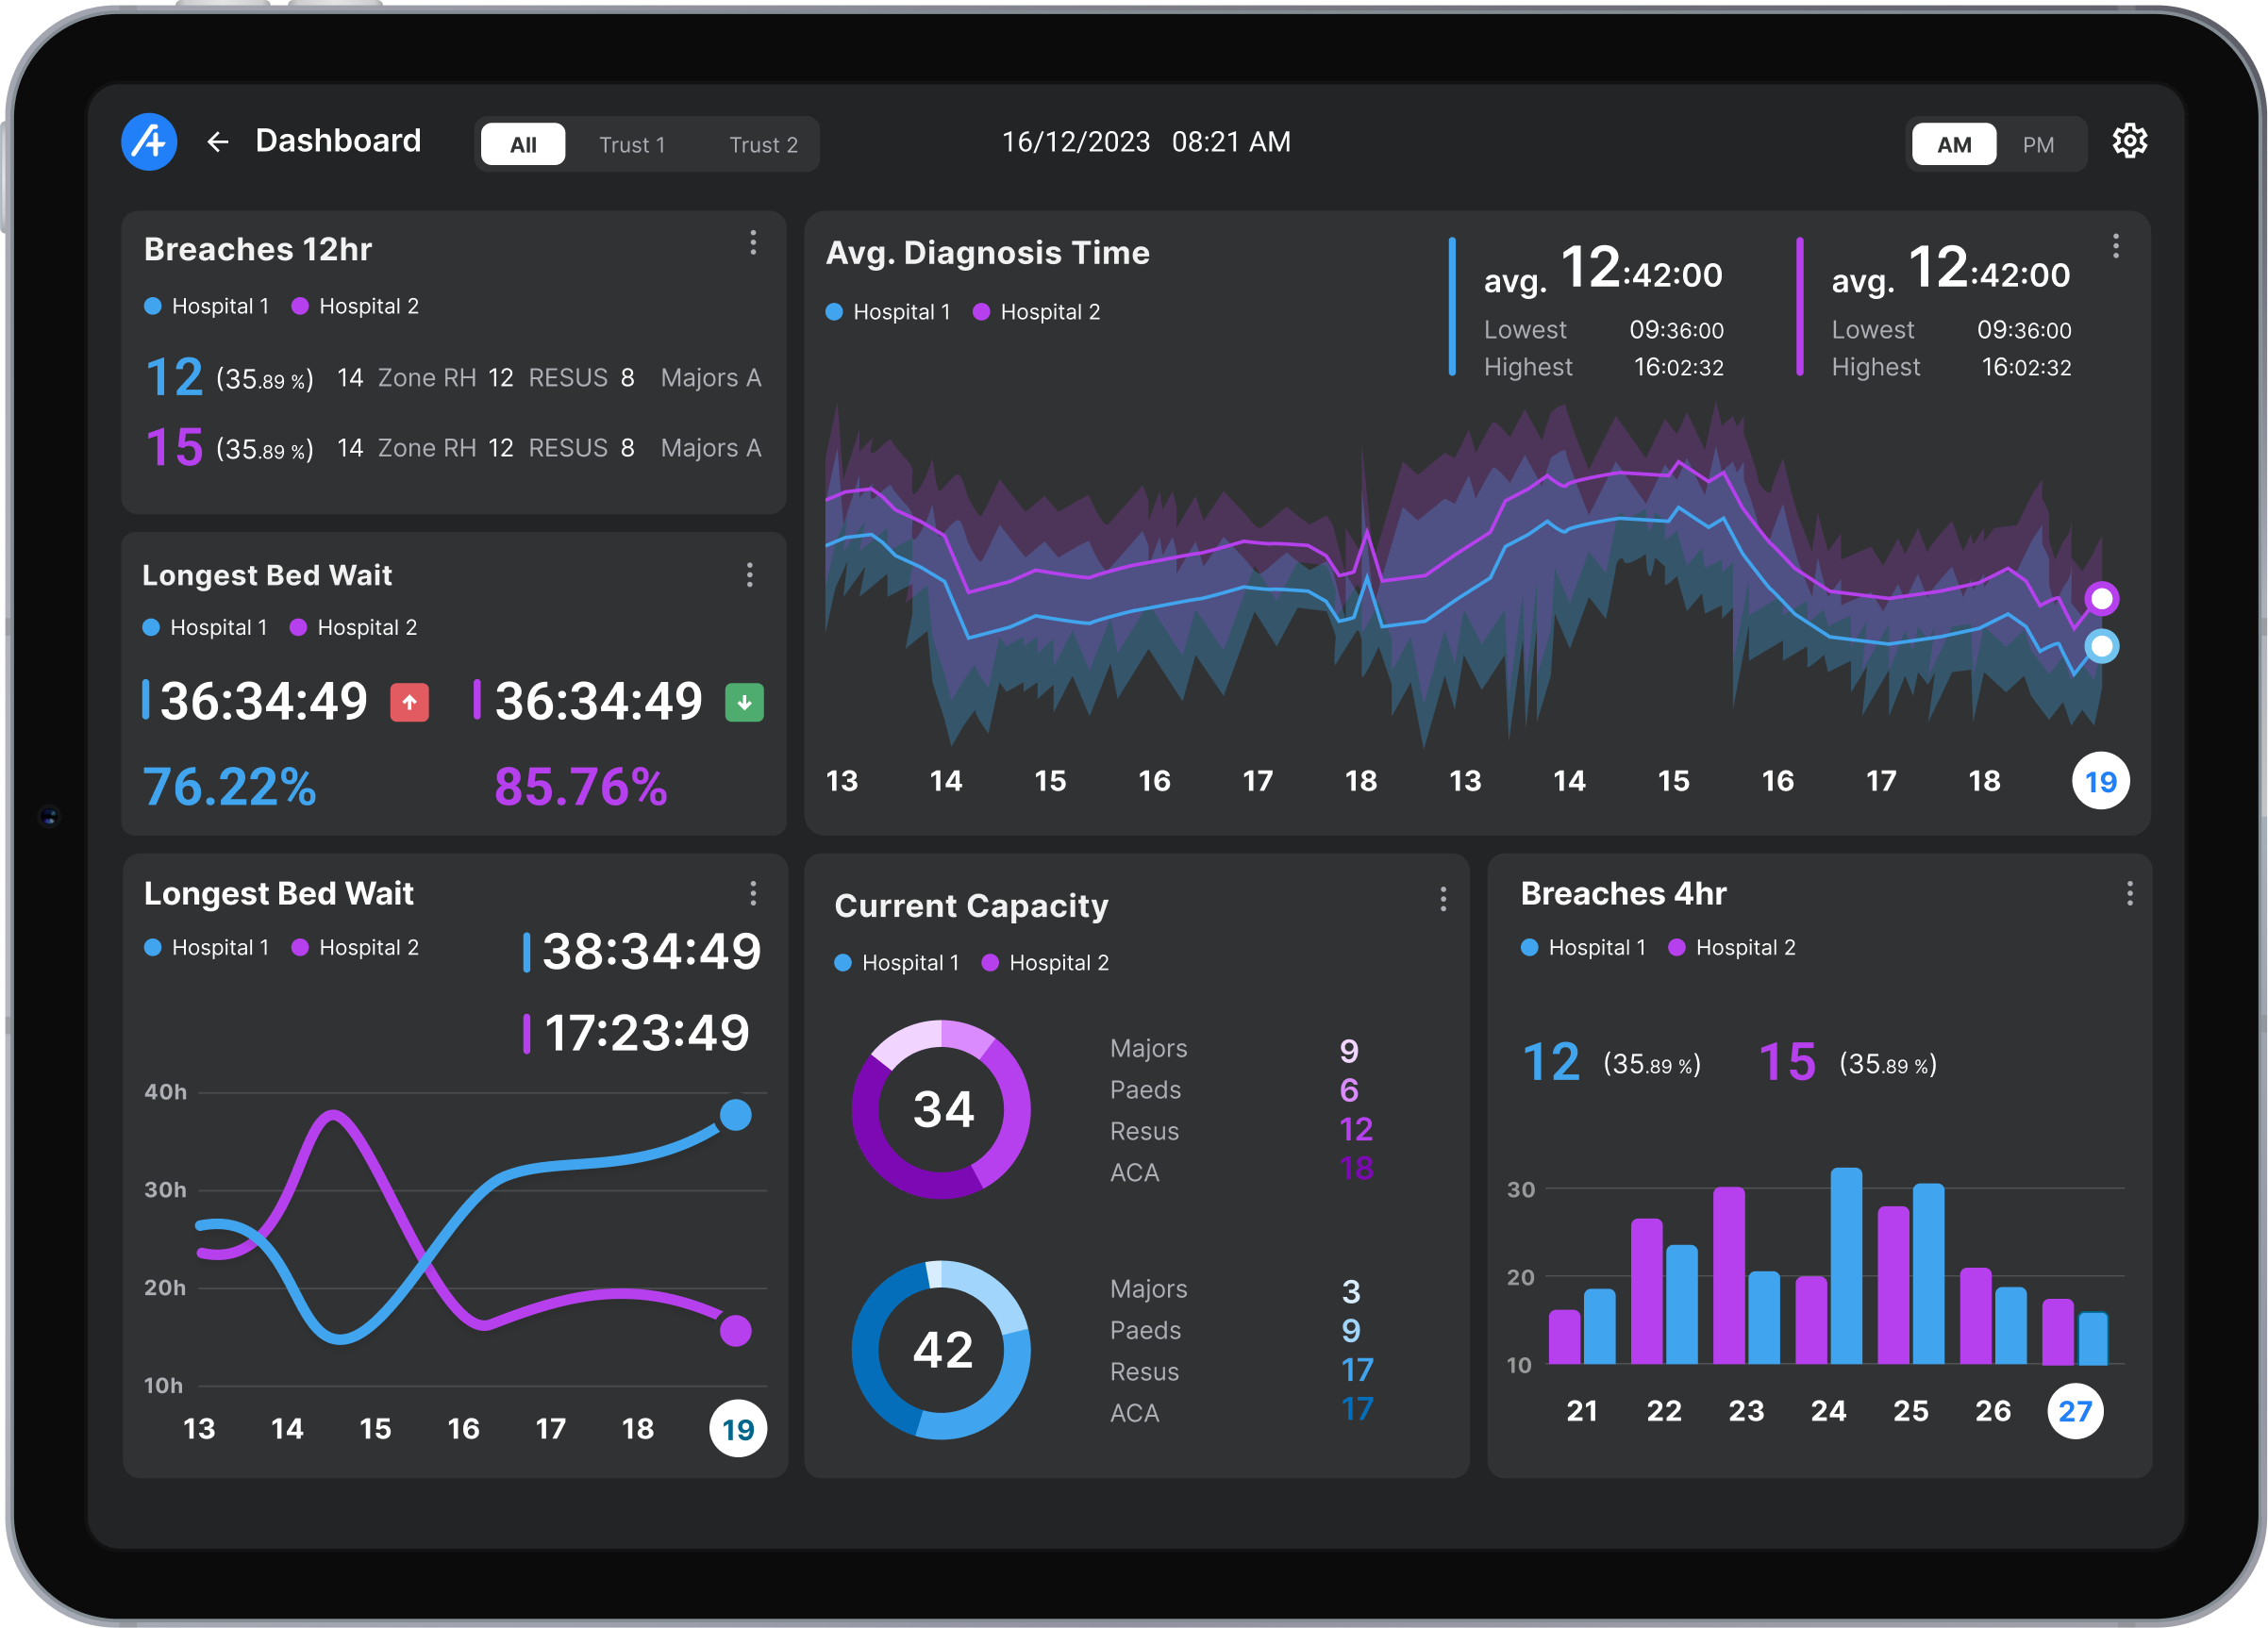 Dashboard
All Trust 1 Trust 2
16/12/2023 08:21 AM
AM PM
Breaches 12hr
Hospital 1 Hospital 2
12 (35.89 %) 14 Zone RH 12 RESUS 8 Majors A
15 (35.89 %) 14 Zone RH 12 RESUS 8 Majors A
Longest Bed Wait
Hospital 1 Hospital 2
36:34:49 36:34:49
76.22% 85.76%
Avg. Diagnosis Time
Hospital 1 Hospital 2
avg. 12:42:00
Lowest 09:36:00
Highest 16:02:32
avg. 12:42:00
Lowest 09:36:00
Highest 16:02:32
13 14 15 16 17 18 13 14 15 16 17 18 19
Longest Bed Wait
Hospital 1 Hospital 2
38:34:49
17:23:49
40h
30h
20h
10h
13 14 15 16 17 18 19
Current Capacity
Hospital 1 Hospital 2
34
Majors 9
Paeds 6
Resus 12
ACA 18
42
Majors 3
Paeds 9
Resus 17
ACA 17
Breaches 4hr
Hospital 1 Hospital 2
12 (35.89 %) 15 (35.89 %)
30
20
10
21 22 23 24 25 26 27